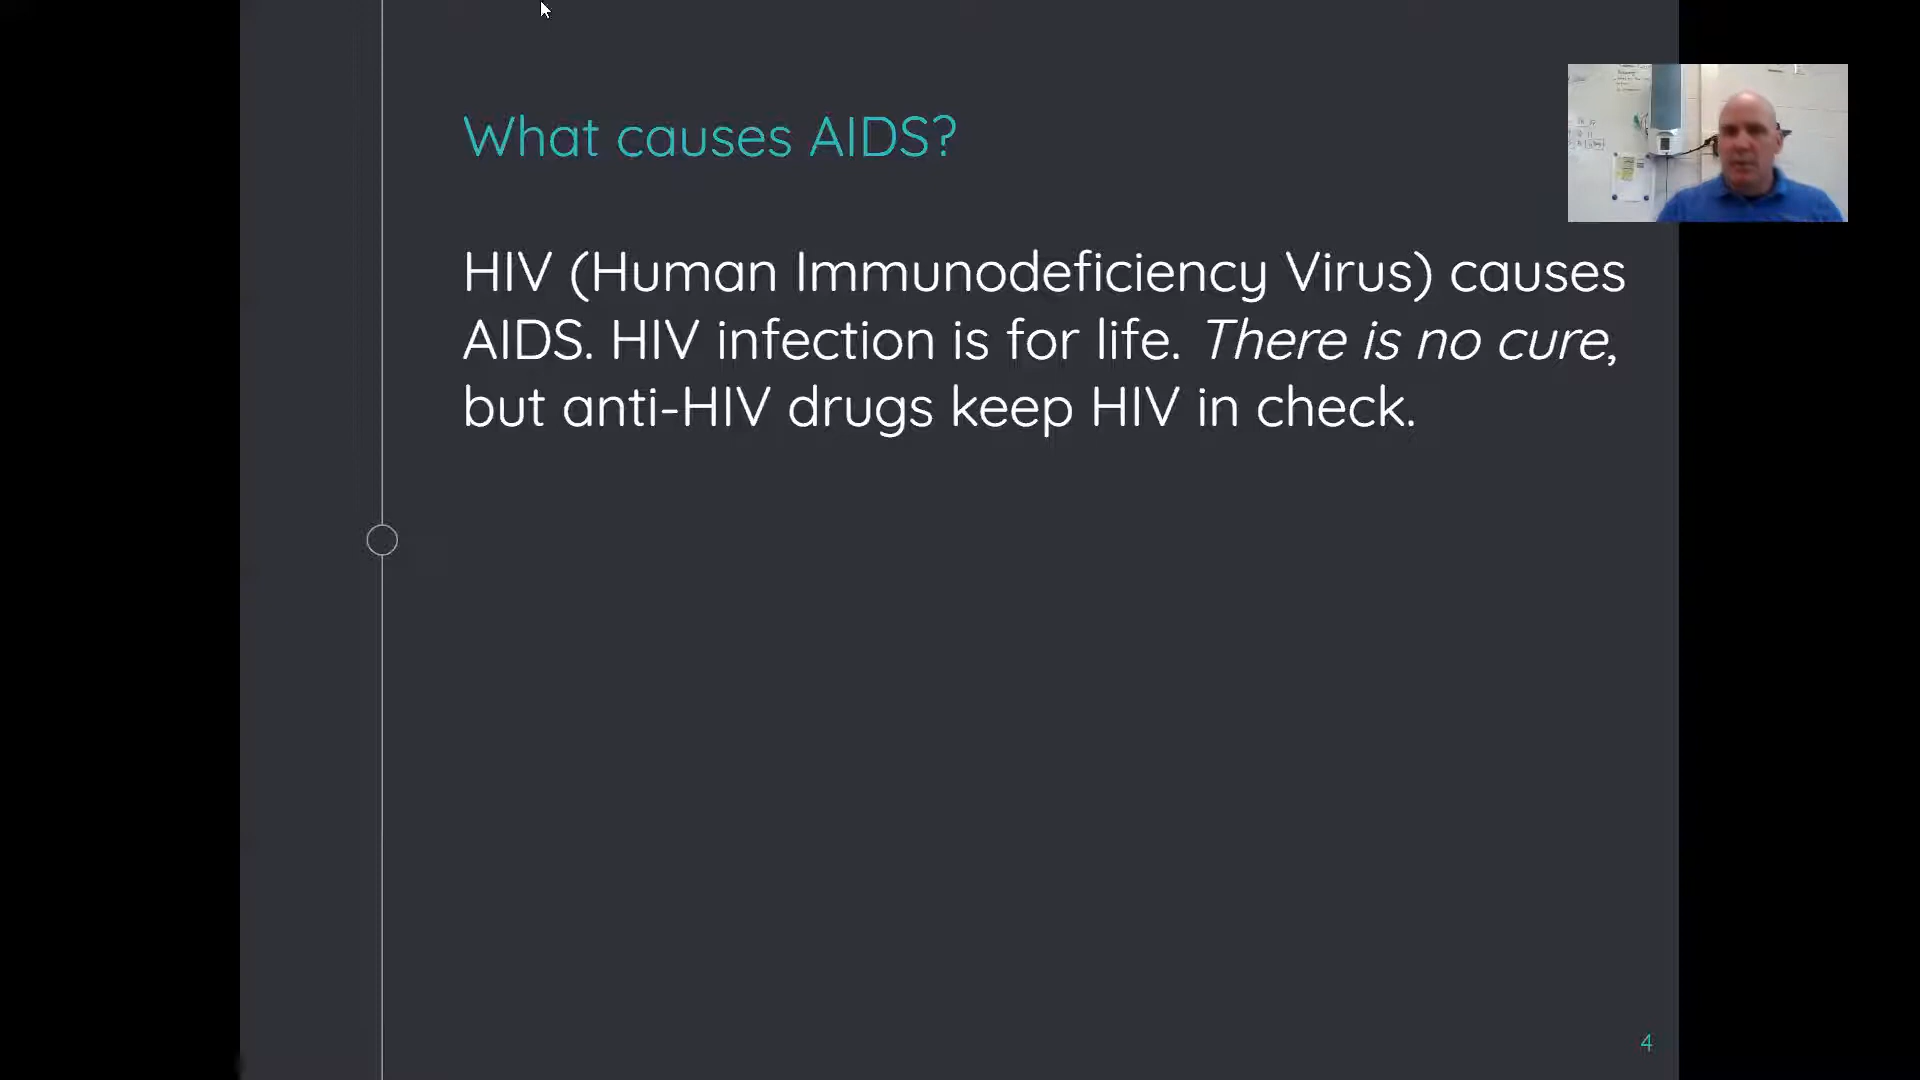 What causes AIDS?
HIV (Human Immunodeficiency Virus) causes
AIDS. HIV infection is for life. There is no cure,
but anti-HIV drugs keep HIV in check.
4